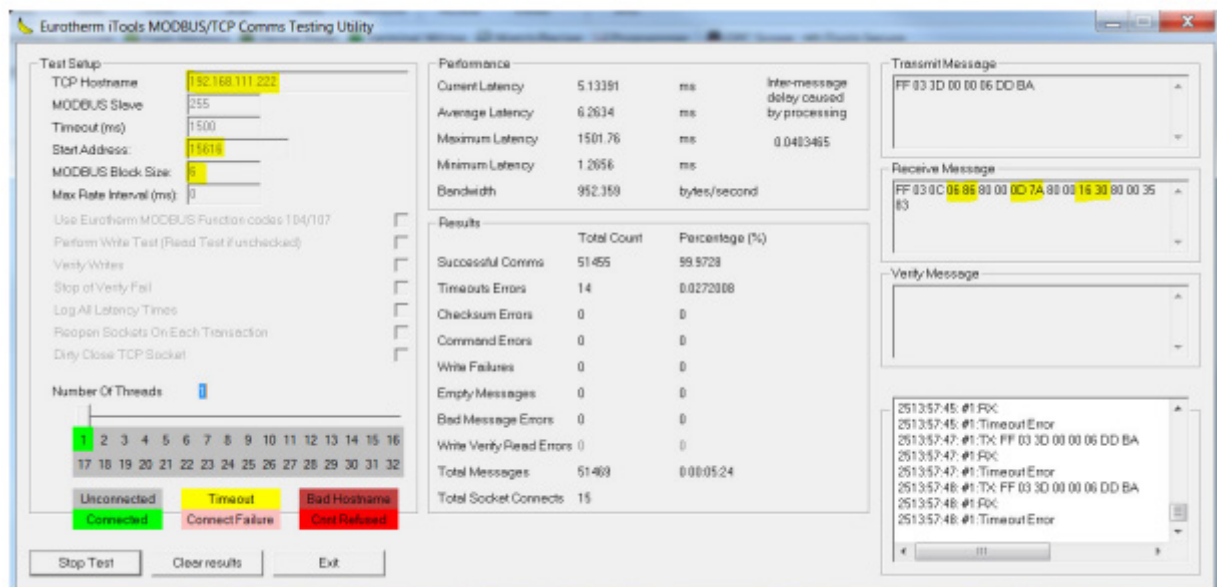 Eurotherm iTools MODBUS/TCP Comms Testing Utility
Test Setup
TCP Hostname 192.168.111.222
MODBUS Slave 255
Timeout (ms) 1500
Start Address: 15616
MODBUS Block Size: 6
Max Rate Interval (ms): 0
Use Eurotherm MODBUS Function codes 104/107
Perform Write Test (Read Test if unchecked)
Verify Writes
Stop of Verify Fail
Log All Latency Times
Reopen Sockets On Each Transaction
Dirty Close TCP Socket
Number Of Threads 1
1 2 3 4 5 6 7 8 9 10 11 12 13 14 15 16
17 18 19 20 21 22 23 24 25 26 27 28 29 30 31 32
Unconnected Timeout Bad Hostname
Connected Connect Failure Cnnt Refused
Stop Test Clear results Exit
Performance
Current Latency 5.13391 ms
Average Latency 6.2634 ms
Maximum Latency 1501.76 ms
Minimum Latency 1.2656 ms
Bandwidth 952.359 bytes/second
Inter-message
delay caused
by processing
0.0403465
Results
Total Count Percentage (%)
Successful Comms 51455 99.9728
Timeouts Errors 14 0.0272008
Checksum Errors 0 0
Command Errors 0 0
Write Failures 0 0
Empty Messages 0 0
Bad Message Errors 0 0
Write Verify Read Errors 0 0
Total Messages 51469 0 00:05:24
Total Socket Connects 15
Transmit Message
FF 03 3D 00 00 06 DD BA
Receive Message
FF 03 0C 06 86 80 00 0D 7A 80 00 16 30 80 00 35
83
Verify Message
2513:57:45: #1:RX:
2513:57:45: #1:Timeout Error
2513:57:47: #1:TX: FF 03 3D 00 00 06 DD BA
2513:57:47: #1:RX:
2513:57:47: #1:Timeout Error
2513:57:48: #1:TX: FF 03 3D 00 00 06 DD BA
2513:57:48: #1:RX:
2513:57:48: #1:Timeout Error